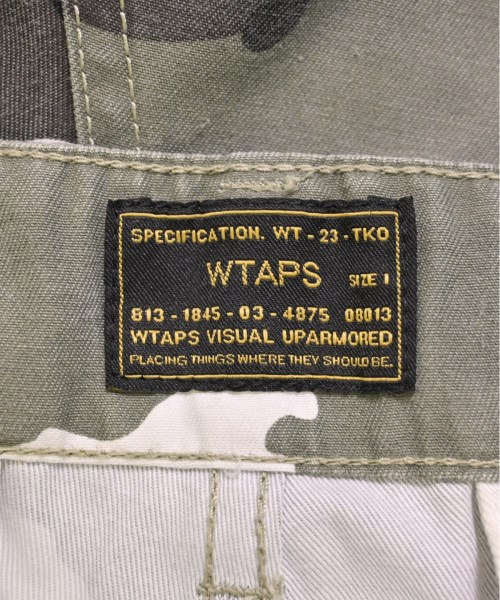 SPECIFICATION. WT - 23 - TKO
WTAPS SIZE 1
813 - 1845 - 03 - 4875 08013
WTAPS VISUAL UPARMORED
PLACING THINGS WHERE THEY SHOULD BE.